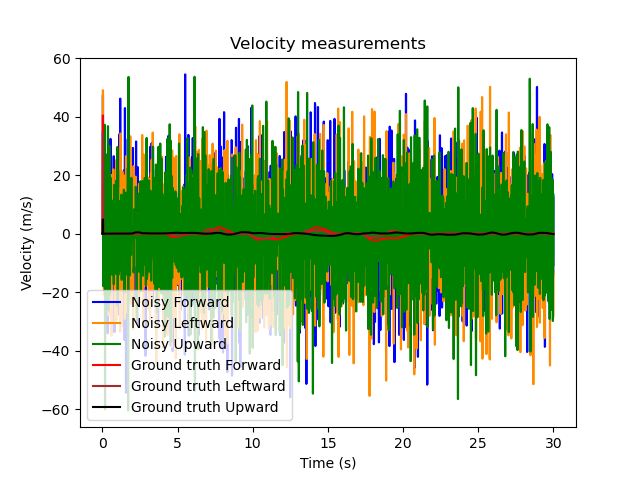 Velocity measurements
60
40
20
0
−20
−40
−60
Velocity (m/s)
Noisy Forward
Noisy Leftward
Noisy Upward
Ground truth Forward
Ground truth Leftward
Ground truth Upward
0 5 10 15 20 25 30
Time (s)